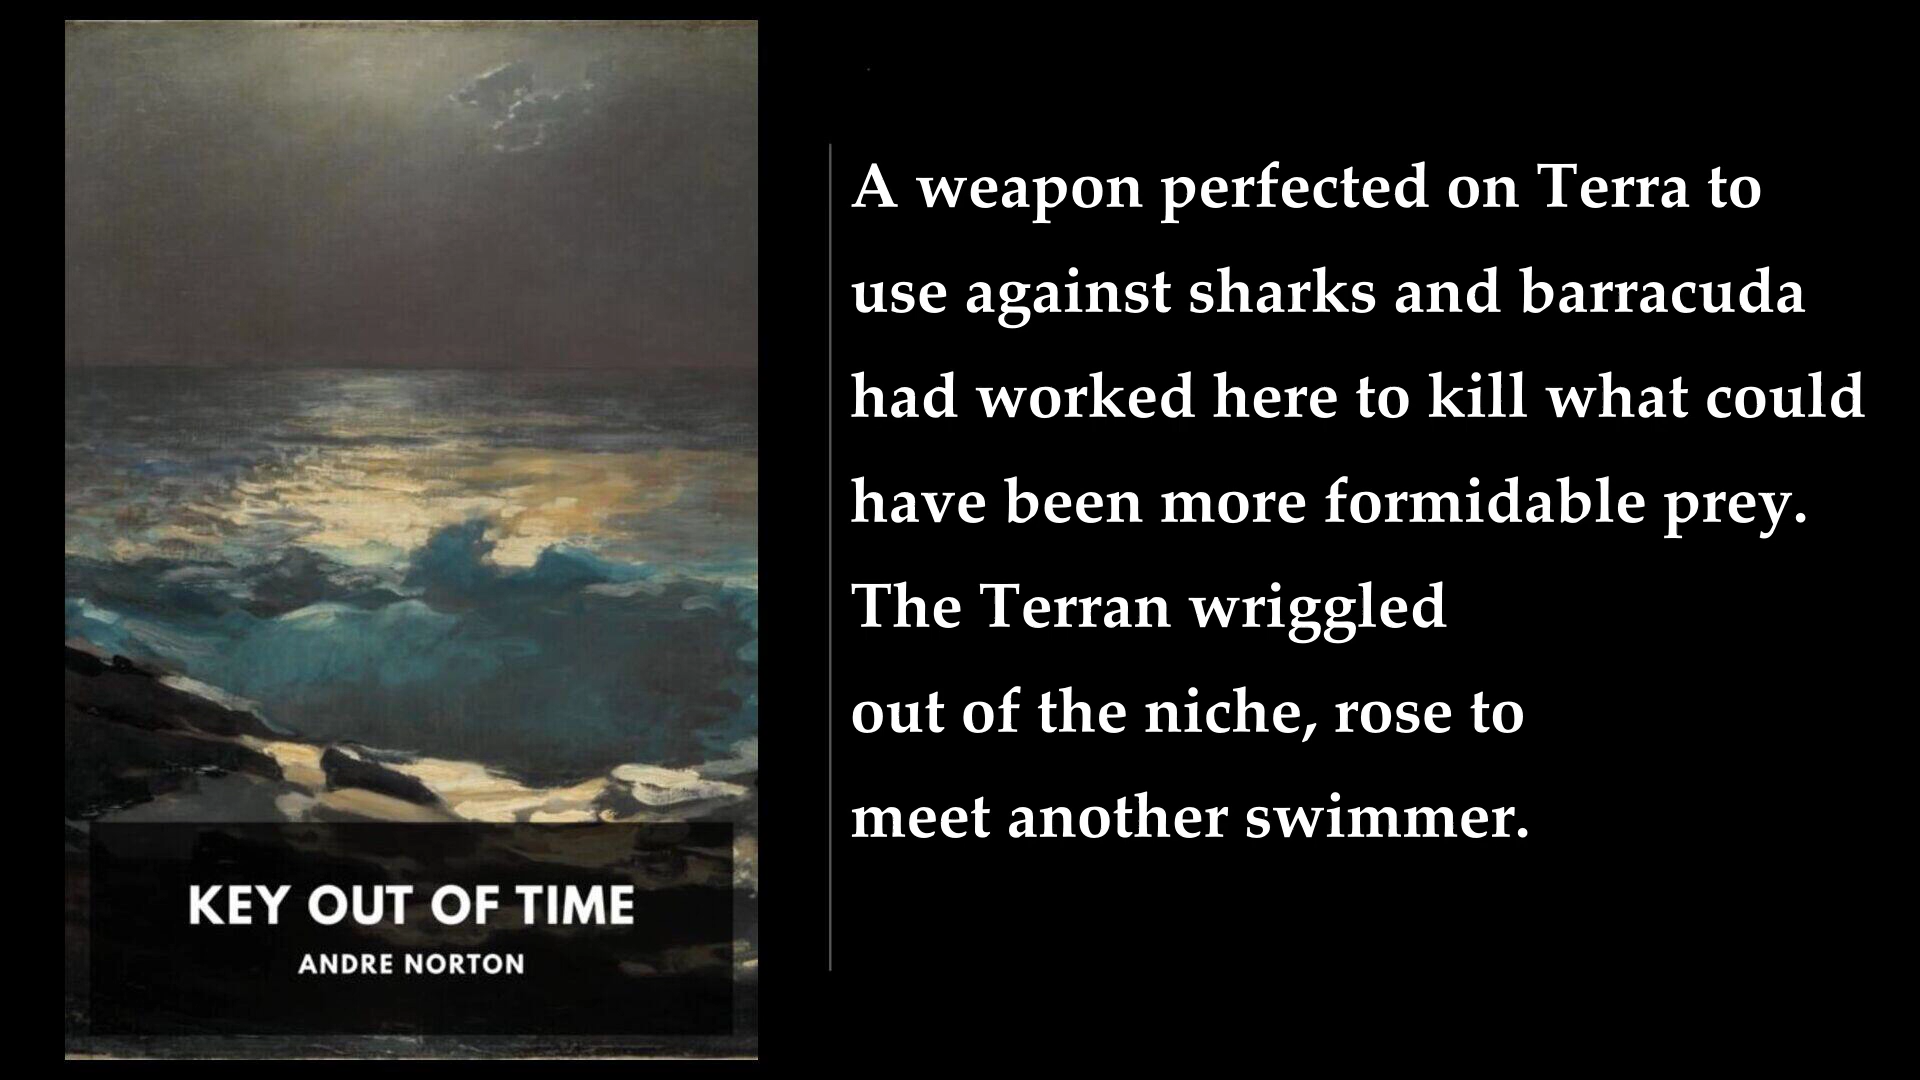 KEY OUT OF TIME
ANDRE NORTON
A weapon perfected on Terra to
use against sharks and barracuda
had worked here to kill what could
have been more formidable prey.
The Terran wriggled
out of the niche, rose to
meet another swimmer.